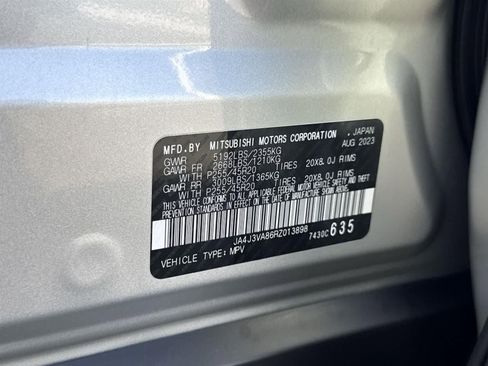 MFD.BY MITSUBISHI MOTORS CORPORATION , JAPAN
GVWR 5192LBS/2355KG AUG 2023
GAWR FR 2668LBS/1210KG
WITH P255/45R20 TIRES 20X8.0J RIMS
GAWR RR 3009LBS/1365KG
WITH P255/45R20 TIRES 20X8.0J RIMS
THIS VEHICLE CONFORMS TO ALL APPLICABLE FEDERAL MOTOR VEHICLE
SAFETY AND THEFT PREVENTION STANDARDS IN EFFECT ON THE DATE OF MANUFACTURE SHOWN ABOVE.
JA4J3VA86RZ013898 7430C 635
VEHICLE TYPE: MPV